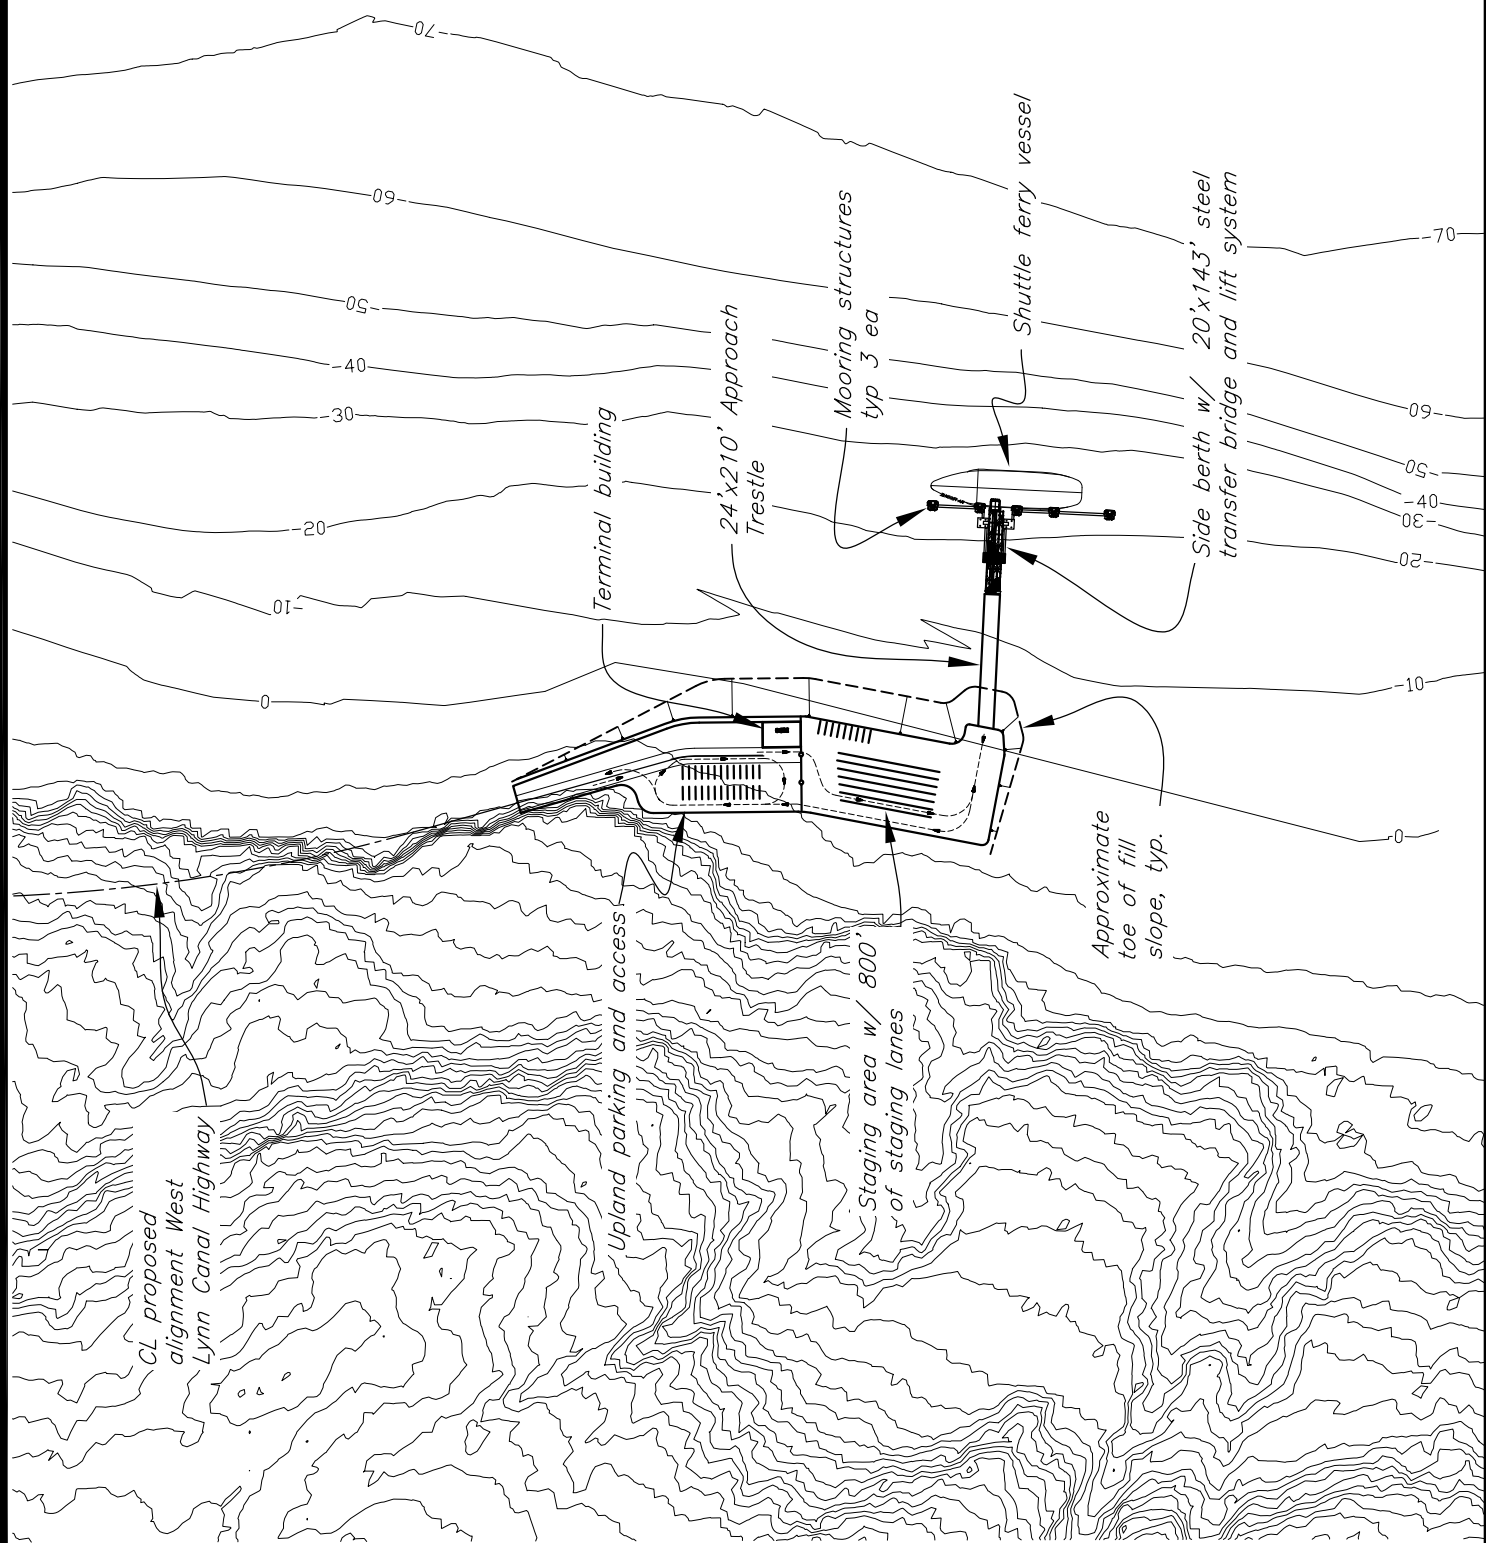 CL proposed
alignment West
Lynn Canal Highway
Upland parking and access
Terminal building
24'x210' Approach
Trestle
Mooring structures
typ 3 ea
Staging area w/ 800'
of staging lanes
Shuttle ferry vessel
Approximate
toe of fill
slope, typ.
Side berth w/ 20'x143' steel
transfer bridge and lift system
-70
-60
-50
-40
-30
-20
-10
0
-70
-60
-50
-40
-30
-20
-10
0